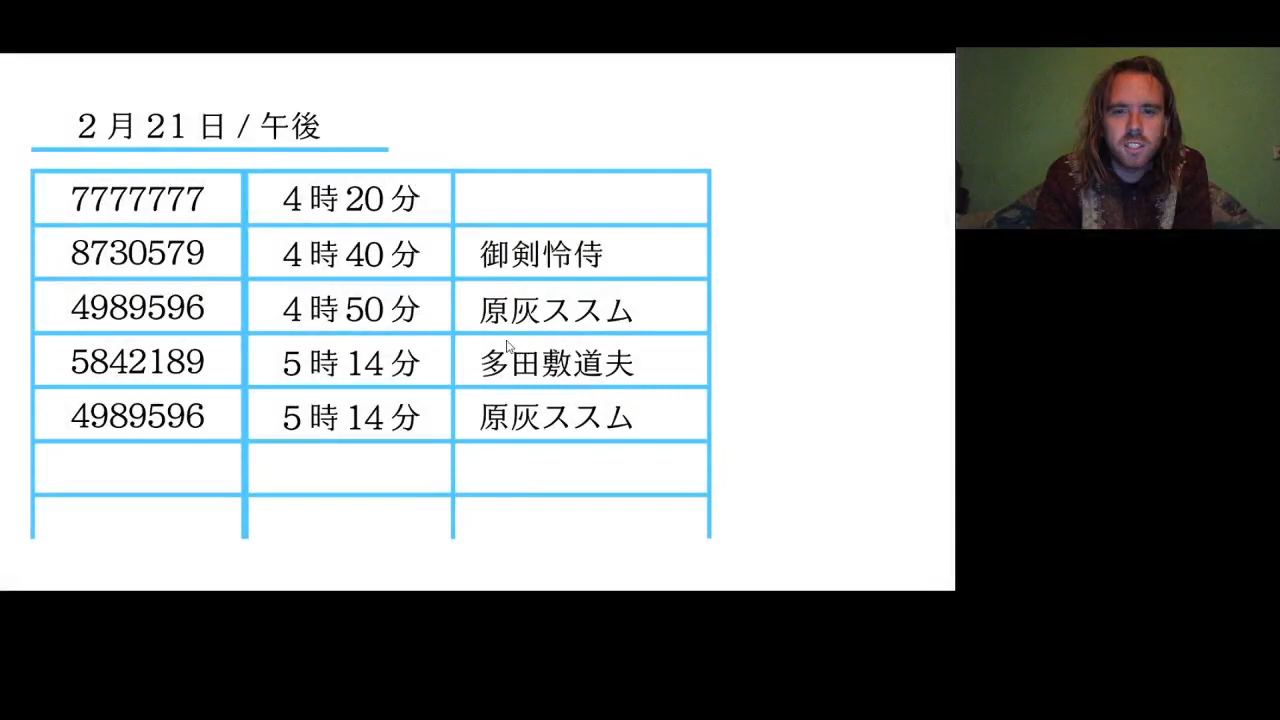 2月21日/午後
7777777 4時20分
8730579 4時40分 御剣怜侍
4989596 4時50分 原灰ススム
5842189 5時14分 多田敷道夫
4989596 5時14分 原灰ススム